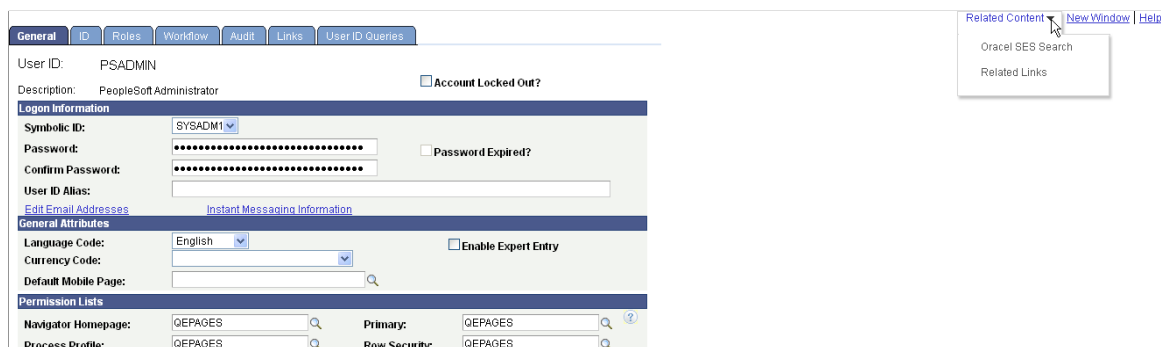 Related Content New Window | Help
General ID Roles Workflow Audit Links User ID Queries
Oracel SES Search
Related Links
User ID: PSADMIN
Account Locked Out?
Description: PeopleSoft Administrator
Logon Information
Symbolic ID: SYSADM1
Password: Password Expired?
Confirm Password:
User ID Alias:
Edit Email Addresses Instant Messaging Information
General Attributes
Language Code: English Enable Expert Entry
Currency Code:
Default Mobile Page:
Permission Lists
Navigator Homepage: QEPAGES Primary: QEPAGES
Process Profile: QEPAGES Row Security: QEPAGES